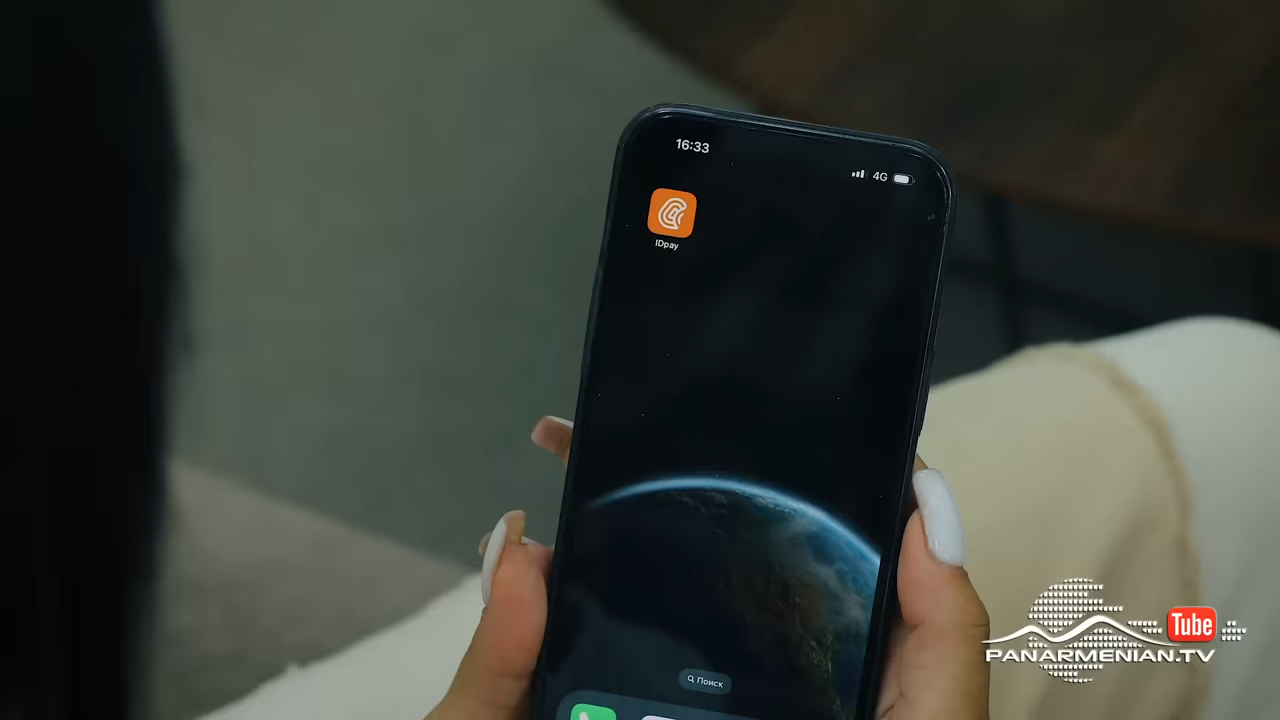 16:33
4G
IDpay
Поиск
Tube
PANARMENIAN.TV